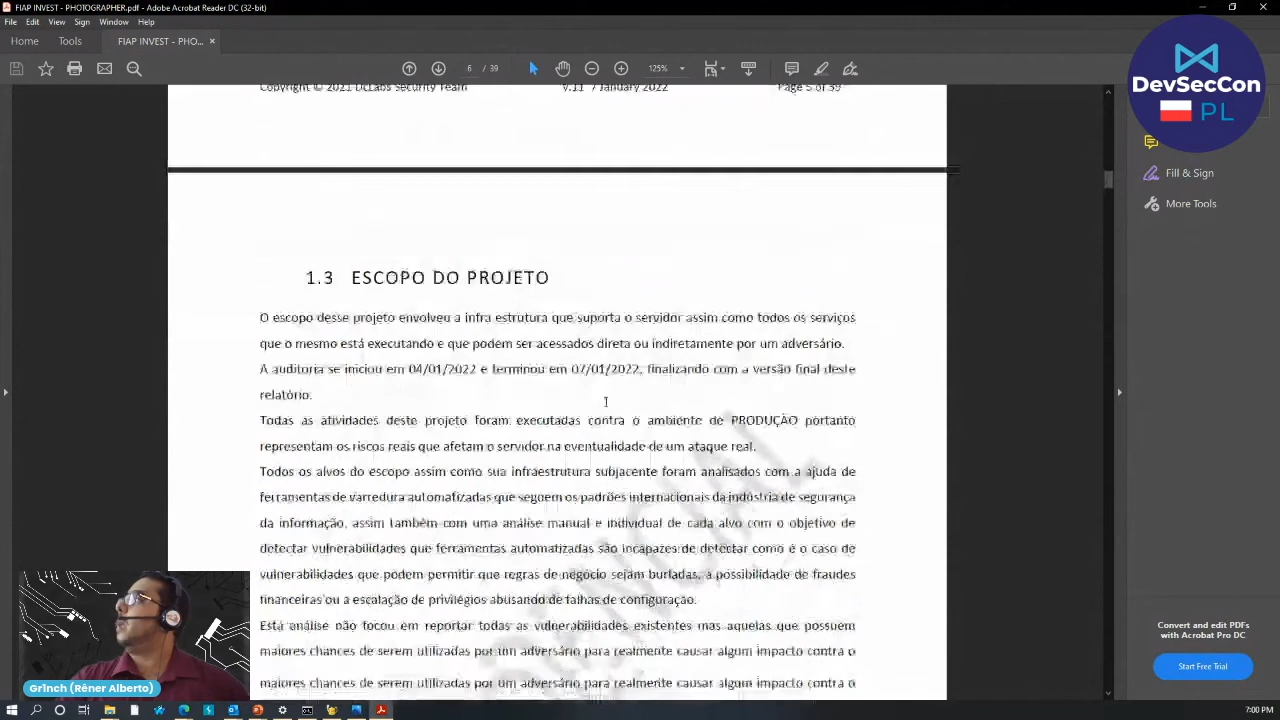 FIAP INVEST - PHOTOGRAPHER.pdf - Adobe Acrobat Reader DC (32-bit)
File Edit View Sign Window Help
Home Tools FIAP INVEST - PHO... ×
6 / 39 125%
DevSecCon
PL
Copyright © 2021 DcLabs Security Team V.11 / January 2022 Page 5 of 39
Fill & Sign
More Tools
1.3 ESCOPO DO PROJETO
O escopo desse projeto envolveu a infra estrutura que suporta o servidor assim como todos os serviços
que o mesmo está executando e que podem ser acessados direta ou indiretamente por um adversário.
A auditoria se iniciou em 04/01/2022 e terminou em 07/01/2022, finalizando com a versão final deste
relatório.
Todas as atividades deste projeto foram executadas contra o ambiente de PRODUÇÃO portanto
representam os riscos reais que afetam o servidor na eventualidade de um ataque real.
Todos os alvos do escopo assim como sua infraestrutura subjacente foram analisados com a ajuda de
ferramentas de varredura automatizadas que seguem os padrões internacionais da indústria de segurança
da informação, assim também com uma análise manual e individual de cada alvo com o objetivo de
detectar vulnerabilidades que ferramentas automatizadas são incapazes de detectar como é o caso de
vulnerabilidades que podem permitir que regras de negócio sejam burladas, a possibilidade de fraudes
financeiras ou a escalação de privilégios abusando de falhas de configuração.
Está análise não focou em reportar todas as vulnerabilidades existentes mas aquelas que possuem
maiores chances de serem utilizadas por um adversário para realmente causar algum impacto contra o
maiores chances de serem utilizadas por um adversário para realmente causar algum impacto contra o
Convert and edit PDFs
with Acrobat Pro DC
Start Free Trial
Gr1nch (Rêner Alberto)
7:00 PM